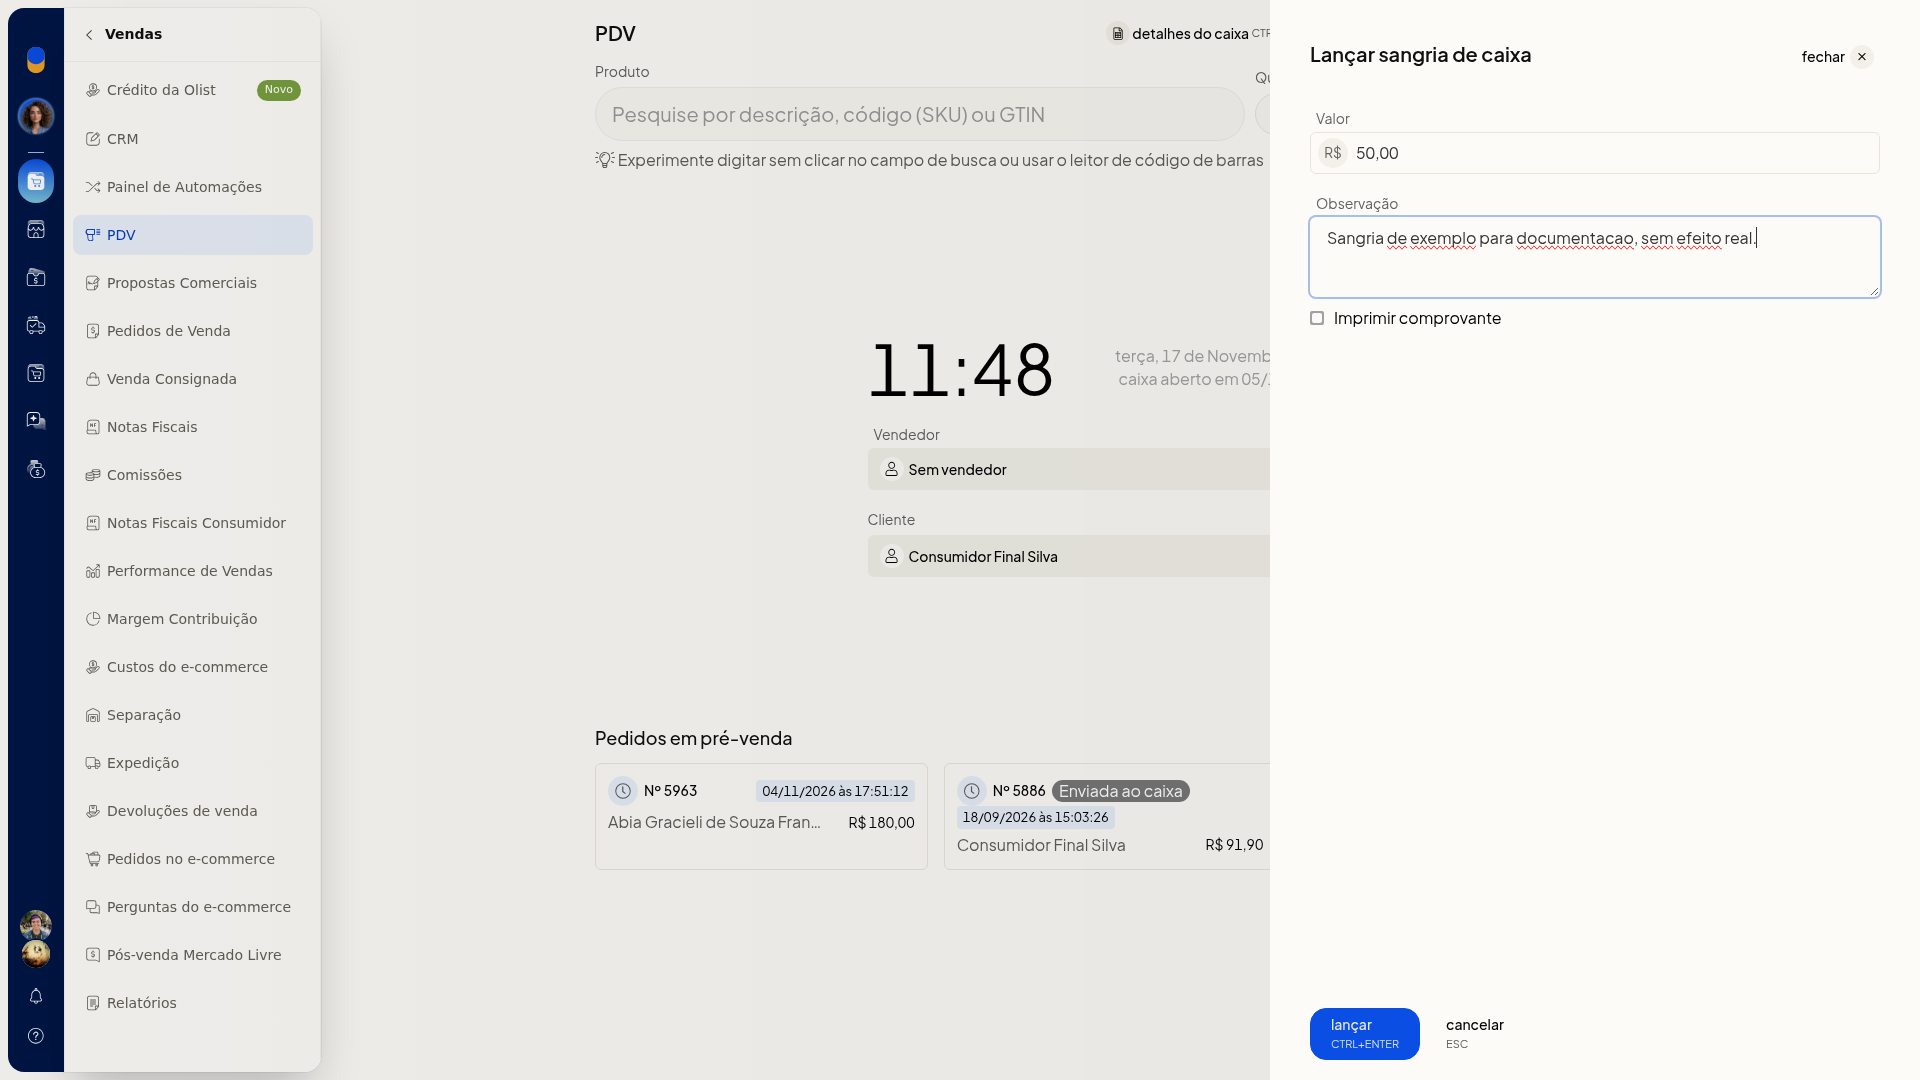 Vendas
Crédito da Olist
Novo
CRM
Painel de Automações
PDV
Propostas Comerciais
Pedidos de Venda
Venda Consignada
Notas Fiscais
Comissões
Notas Fiscais Consumidor
Performance de Vendas
Margem Contribuição
Custos do e-commerce
Separação
Expedição
Devoluções de venda
Pedidos no e-commerce
Perguntas do e-commerce
Pós-venda Mercado Livre
Relatórios
PDV
detalhes do caixa
Produto
Pesquise por descrição, código (SKU) ou GTIN
Experimente digitar sem clicar no campo de busca ou usar o leitor de código de barras
11:48
terça, 17 de Novemb
caixa aberto em 05/
Vendedor
Sem vendedor
Cliente
Consumidor Final Silva
Pedidos em pré-venda
Nº 5963
04/11/2026 às 17:51:12
Abia Gracieli de Souza Fran...
R$ 180,00
Nº 5886
Enviada ao caixa
18/09/2026 às 15:03:26
Consumidor Final Silva
R$ 91,90
Lançar sangria de caixa
fechar
Valor
R$ 50,00
Observação
Sangria de exemplo para documentacao, sem efeito real.
Imprimir comprovante
lançar
CTRL+ENTER
cancelar
ESC